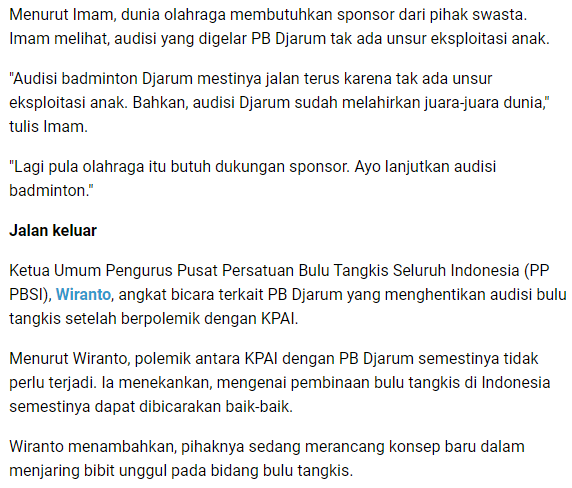 Menurut Imam, dunia olahraga membutuhkan sponsor dari pihak swasta.
Imam melihat, audisi yang digelar PB Djarum tak ada unsur eksploitasi anak.
"Audisi badminton Djarum mestinya jalan terus karena tak ada unsur
eksploitasi anak. Bahkan, audisi Djarum sudah melahirkan juara-juara dunia,"
tulis Imam.
"Lagi pula olahraga itu butuh dukungan sponsor. Ayo lanjutkan audisi
badminton."
Jalan keluar
Ketua Umum Pengurus Pusat Persatuan Bulu Tangkis Seluruh Indonesia (PP
PBSI), Wiranto, angkat bicara terkait PB Djarum yang menghentikan audisi bulu
tangkis setelah berpolemik dengan KPAI.
Menurut Wiranto, polemik antara KPAI dengan PB Djarum semestinya tidak
perlu terjadi. Ia menekankan, mengenai pembinaan bulu tangkis di Indonesia
semestinya dapat dibicarakan baik-baik.
Wiranto menambahkan, pihaknya sedang merancang konsep baru dalam
menjaring bibit unggul pada bidang bulu tangkis.